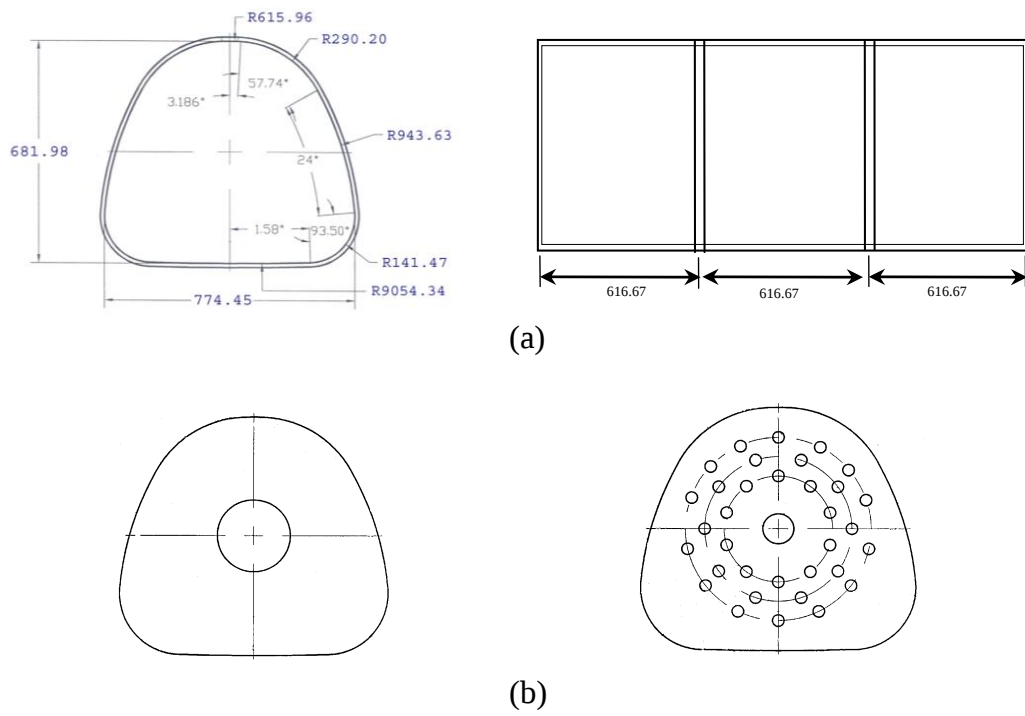 R615.96
R290.20
57.74°
3.186°
R943.63
681.98
24°
1.58°
93.50°
R141.47
R9054.34
774.45
616.67
616.67
616.67
(a)
(b)